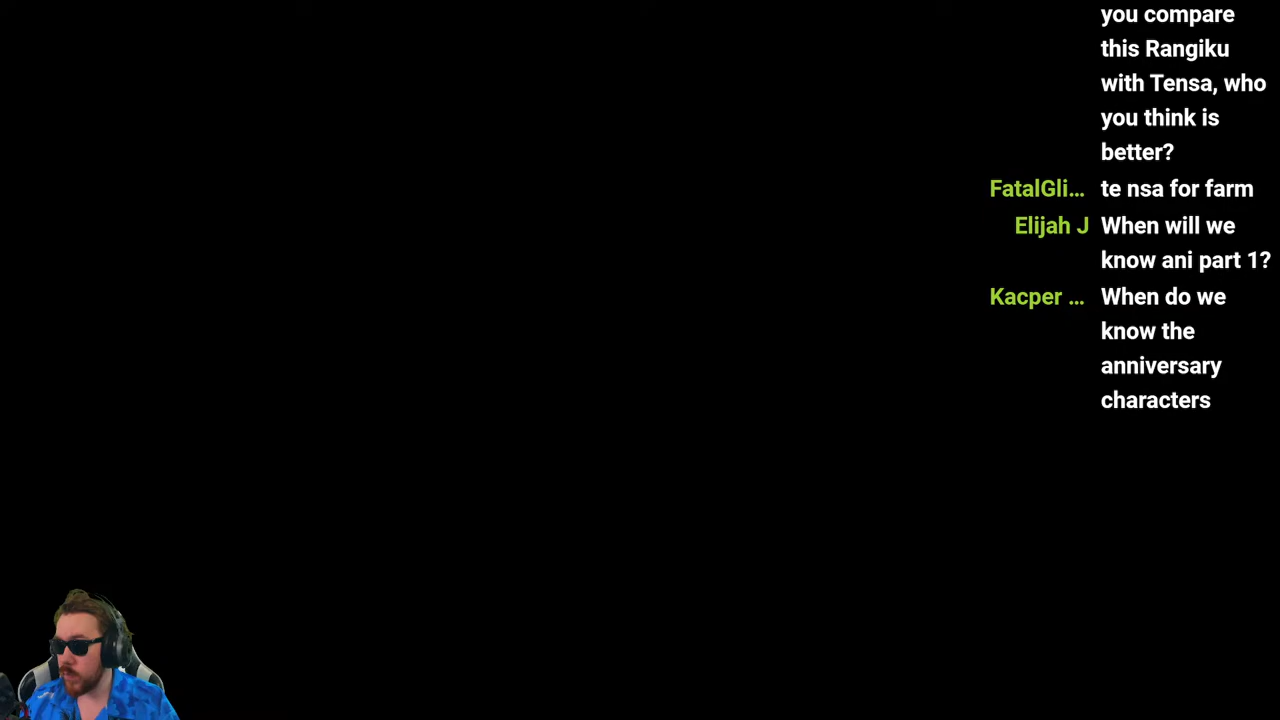 you compare
this Rangiku
with Tensa, who
you think is
better?
FatalGli... te nsa for farm
Elijah J When will we
know ani part 1?
Kacper ... When do we
know the
anniversary
characters